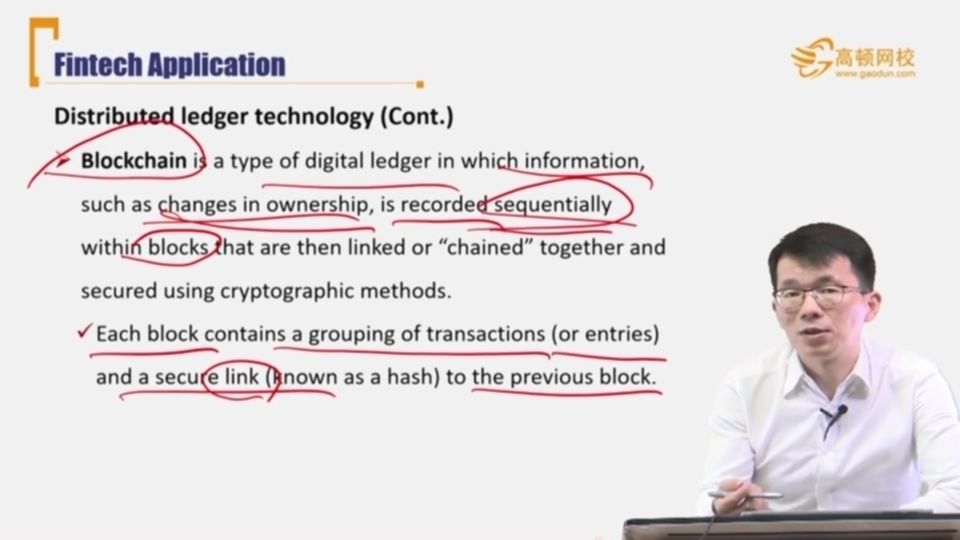 Fintech Application
高顿网校
www.gaodun.com
Distributed ledger technology (Cont.)
Blockchain is a type of digital ledger in which information,
such as changes in ownership, is recorded sequentially
within blocks that are then linked or “chained” together and
secured using cryptographic methods.
Each block contains a grouping of transactions (or entries)
and a secure link (known as a hash) to the previous block.